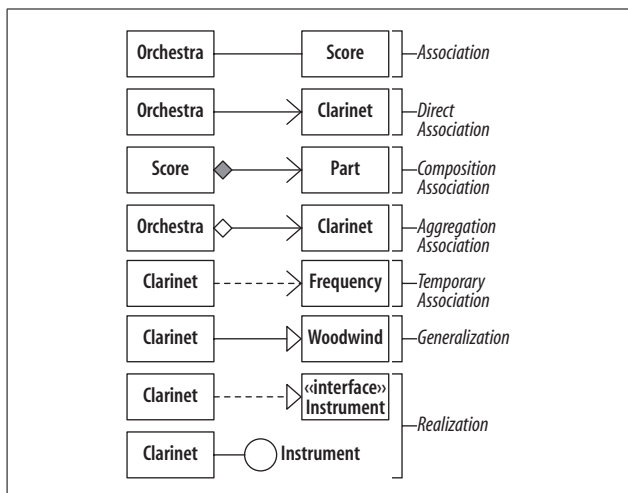 Orchestra Score Association
Orchestra Clarinet Direct
Association
Score Part Composition
Association
Orchestra Clarinet Aggregation
Association
Clarinet Frequency Temporary
Association
Clarinet Woodwind Generalization
Clarinet «interface»
Instrument
Realization
Clarinet Instrument